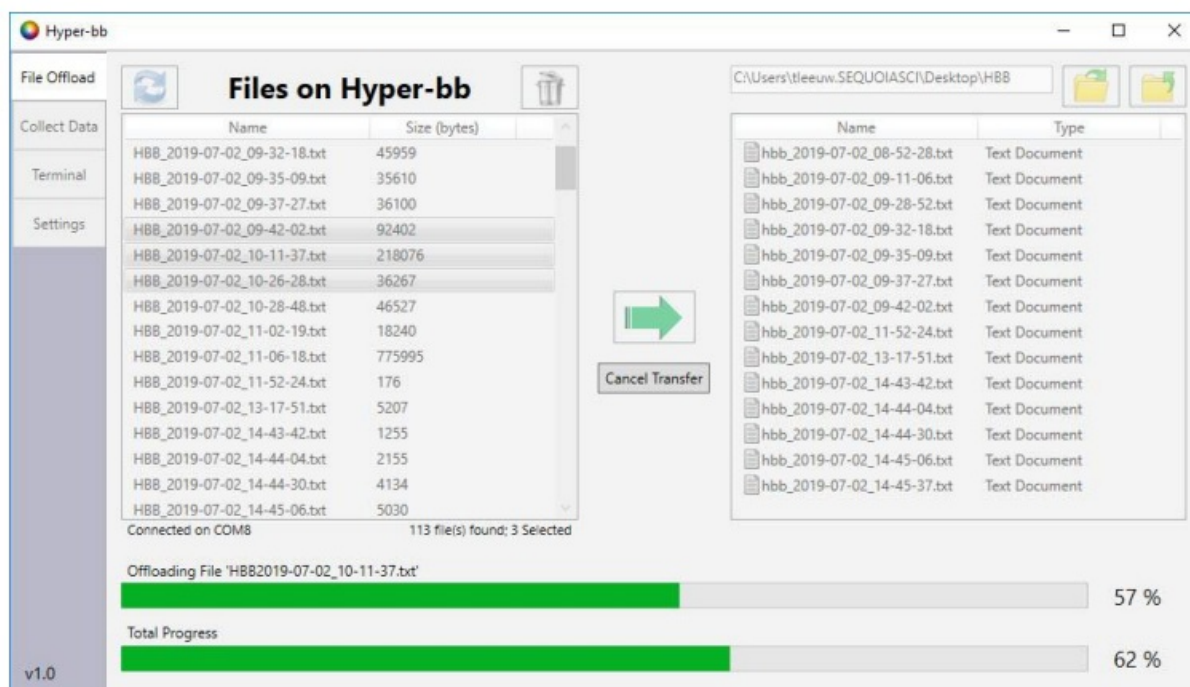 Hyper-bb
File Offload
Collect Data
Terminal
Settings
v1.0
Files on Hyper-bb
Name Size (bytes)
HBB_2019-07-02_09-32-18.txt 45959
HBB_2019-07-02_09-35-09.txt 35610
HBB_2019-07-02_09-37-27.txt 36100
HBB_2019-07-02_09-42-02.txt 92402
HBB_2019-07-02_10-11-37.txt 218076
HBB_2019-07-02_10-26-28.txt 36267
HBB_2019-07-02_10-28-48.txt 46527
HBB_2019-07-02_11-02-19.txt 18240
HBB_2019-07-02_11-06-18.txt 775995
HBB_2019-07-02_11-52-24.txt 176
HBB_2019-07-02_13-17-51.txt 5207
HBB_2019-07-02_14-43-42.txt 1255
HBB_2019-07-02_14-44-04.txt 2155
HBB_2019-07-02_14-44-30.txt 4134
HBB_2019-07-02_14-45-06.txt 5030
Connected on COM8 113 file(s) found; 3 Selected
Cancel Transfer
C:\Users\tleeuw.SEQUOIASCI\Desktop\HBB
Name Type
hbb_2019-07-02_08-52-28.txt Text Document
hbb_2019-07-02_09-11-06.txt Text Document
hbb_2019-07-02_09-28-52.txt Text Document
hbb_2019-07-02_09-32-18.txt Text Document
hbb_2019-07-02_09-35-09.txt Text Document
hbb_2019-07-02_09-37-27.txt Text Document
hbb_2019-07-02_09-42-02.txt Text Document
hbb_2019-07-02_11-52-24.txt Text Document
hbb_2019-07-02_13-17-51.txt Text Document
hbb_2019-07-02_14-43-42.txt Text Document
hbb_2019-07-02_14-44-04.txt Text Document
hbb_2019-07-02_14-44-30.txt Text Document
hbb_2019-07-02_14-45-06.txt Text Document
hbb_2019-07-02_14-45-37.txt Text Document
Offloading File 'HBB2019-07-02_10-11-37.txt'
57 %
Total Progress
62 %